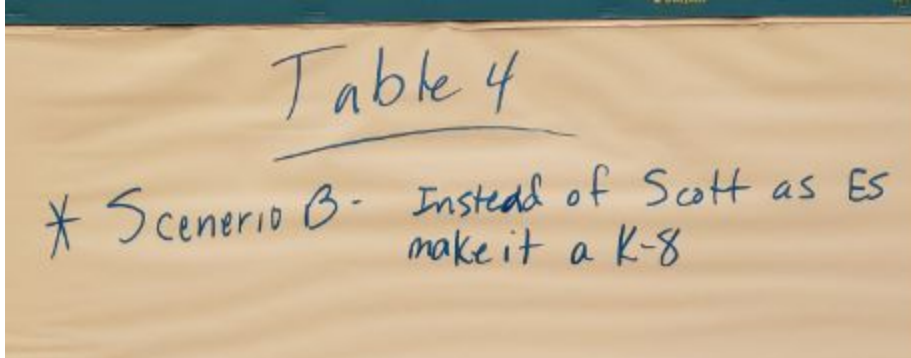 Table 4
* Scenerio B- Instead of Scott as ES
make it a K-8